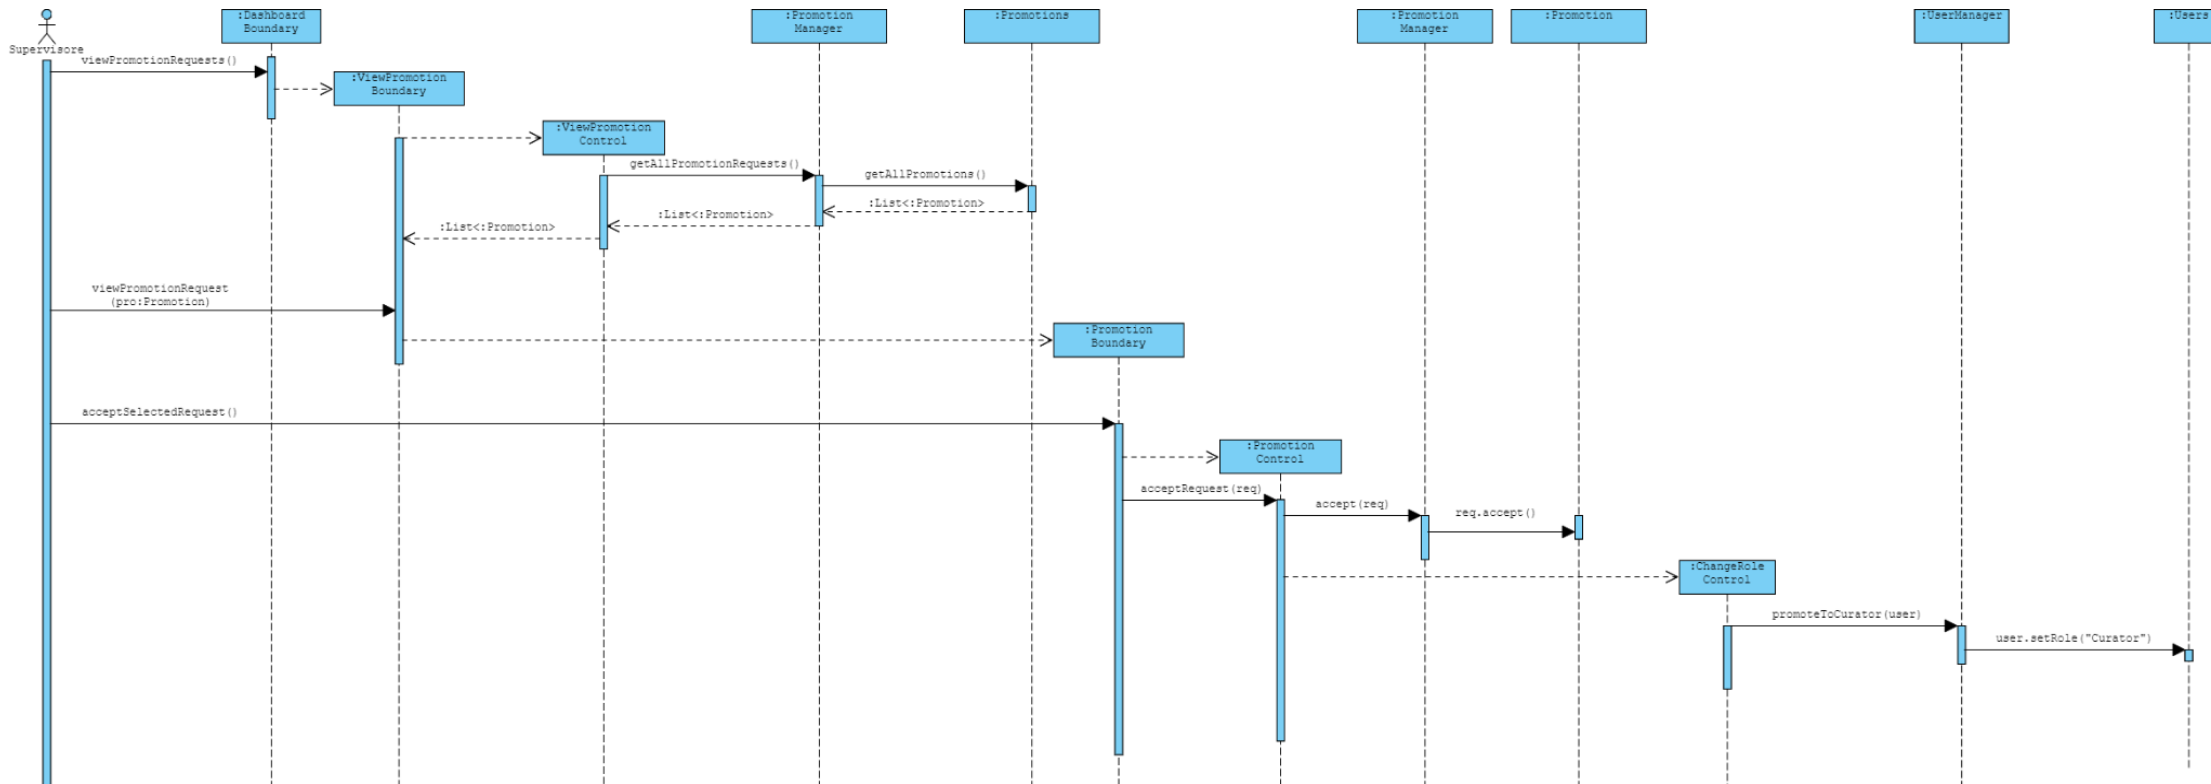 :Dashboard
Boundary
:Promotion
Manager
:Promotions
:Promotion
Manager
:Promotion
:UserManager
:Users
Supervisore
viewPromotionRequests()
:ViewPromotion
Boundary
:ViewPromotion
Control
getAllPromotionRequests()
getAllPromotions()
:List<:Promotion>
:List<:Promotion>
:List<:Promotion>
viewPromotionRequest
(pro:Promotion)
:Promotion
Boundary
acceptSelectedRequest()
:Promotion
Control
acceptRequest(req)
accept(req)
req.accept()
:ChangeRole
Control
promoteToCurator(user)
user.setRole("Curator")